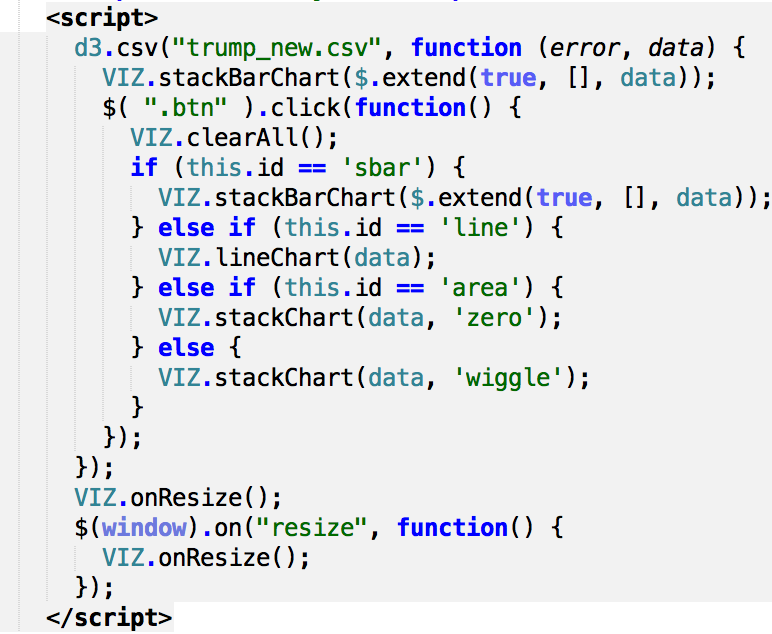 <script>
d3.csv("trump_new.csv", function (error, data) {
VIZ.stackBarChart($.extend(true, [], data));
$( ".btn" ).click(function() {
VIZ.clearAll();
if (this.id == 'sbar') {
VIZ.stackBarChart($.extend(true, [], data));
} else if (this.id == 'line') {
VIZ.lineChart(data);
} else if (this.id == 'area') {
VIZ.stackChart(data, 'zero');
} else {
VIZ.stackChart(data, 'wiggle');
}
});
});
VIZ.onResize();
$(window).on("resize", function() {
VIZ.onResize();
});
</script>